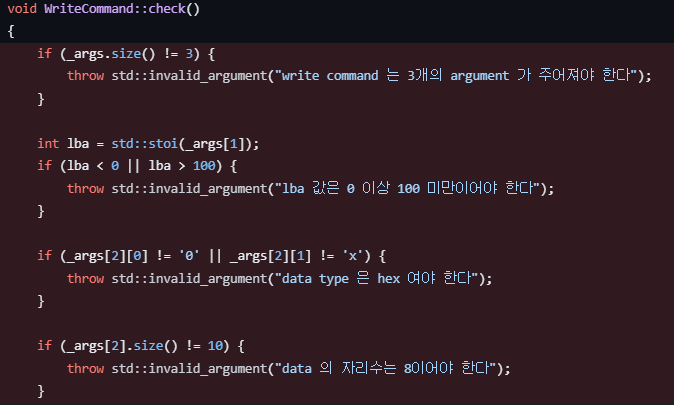 void WriteCommand::check()
{
    if (_args.size() != 3) {
        throw std::invalid_argument("write command 는 3개의 argument 가 주어져야 한다");
    }

    int lba = std::stoi(_args[1]);
    if (lba < 0 || lba > 100) {
        throw std::invalid_argument("lba 값은 0 이상 100 미만이어야 한다");
    }

    if (_args[2][0] != '0' || _args[2][1] != 'x') {
        throw std::invalid_argument("data type 은 hex 여야 한다");
    }

    if (_args[2].size() != 10) {
        throw std::invalid_argument("data 의 자리수는 8이어야 한다");
    }